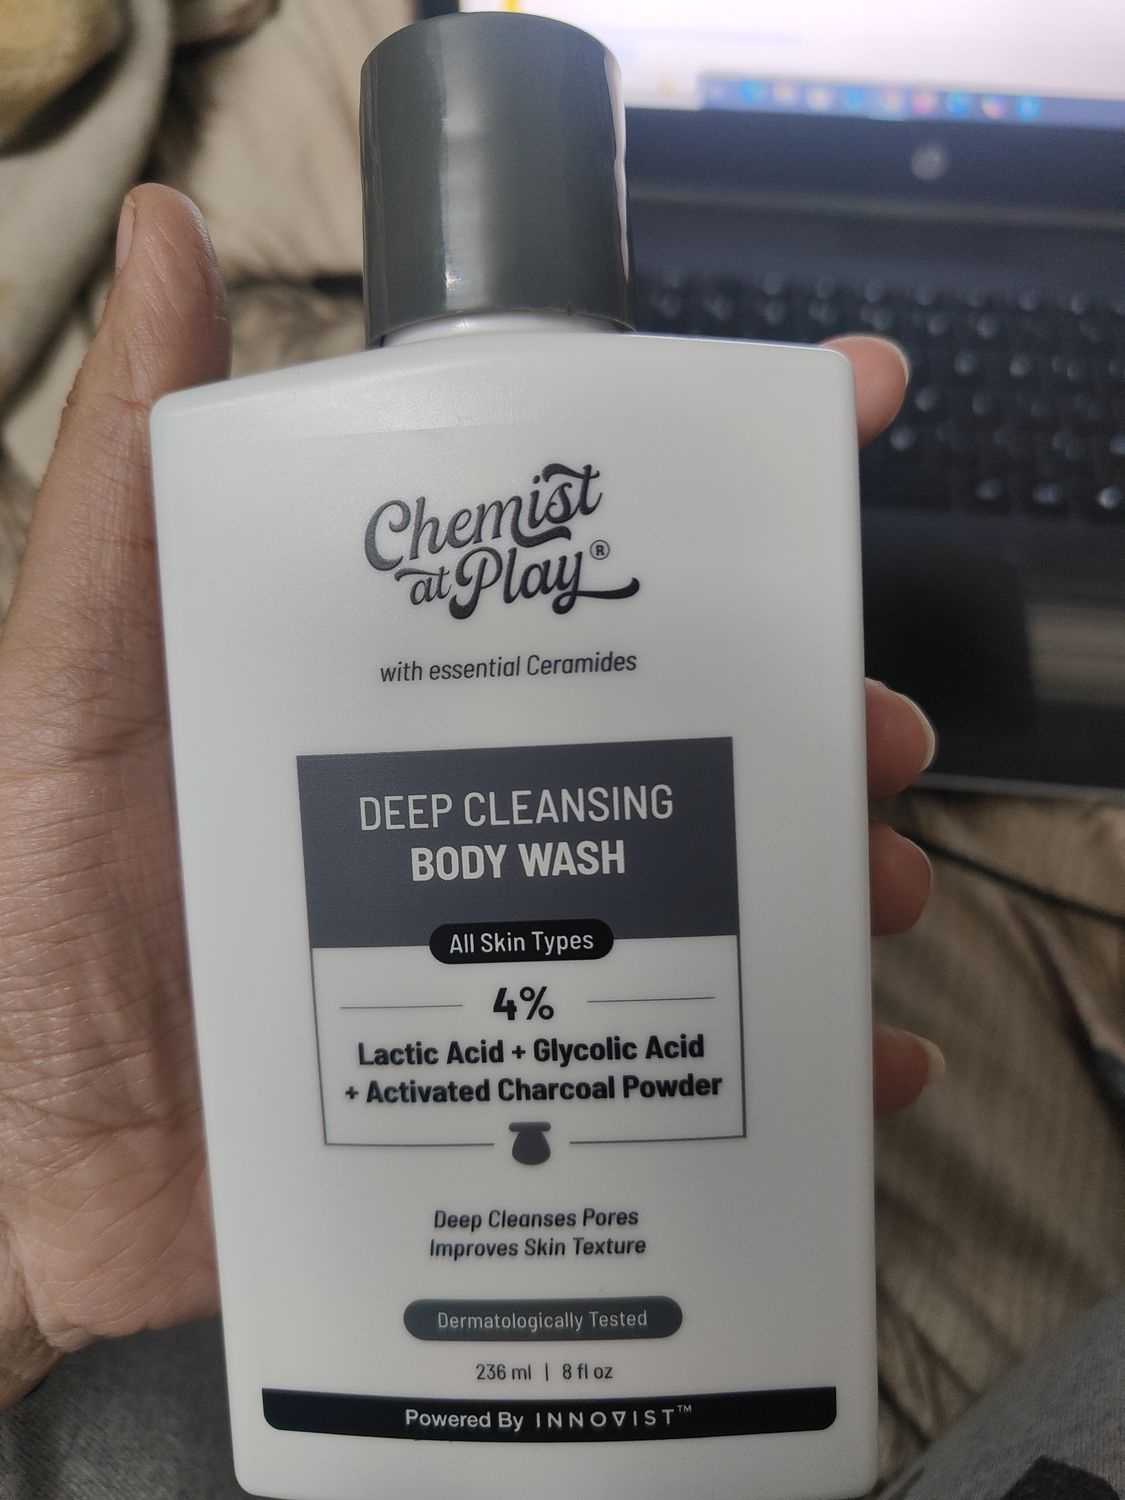 Chemist
at Play®
with essential Ceramides
DEEP CLEANSING
BODY WASH
All Skin Types
4%
Lactic Acid + Glycolic Acid
+ Activated Charcoal Powder
Deep Cleanses Pores
Improves Skin Texture
Dermatologically Tested
236 ml | 8 fl oz
Powered By INNOVIST™